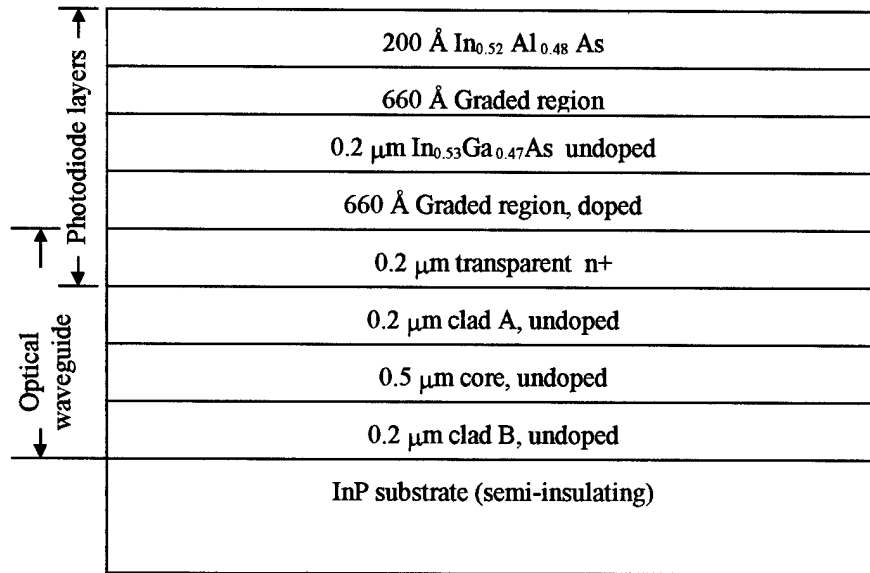 200 Å In0.52 Al0.48 As
660 Å Graded region
0.2 μm In0.53Ga0.47As undoped
660 Å Graded region, doped
0.2 μm transparent n+
0.2 μm clad A, undoped
0.5 μm core, undoped
0.2 μm clad B, undoped
InP substrate (semi-insulating)
Photodiode layers
Optical
waveguide